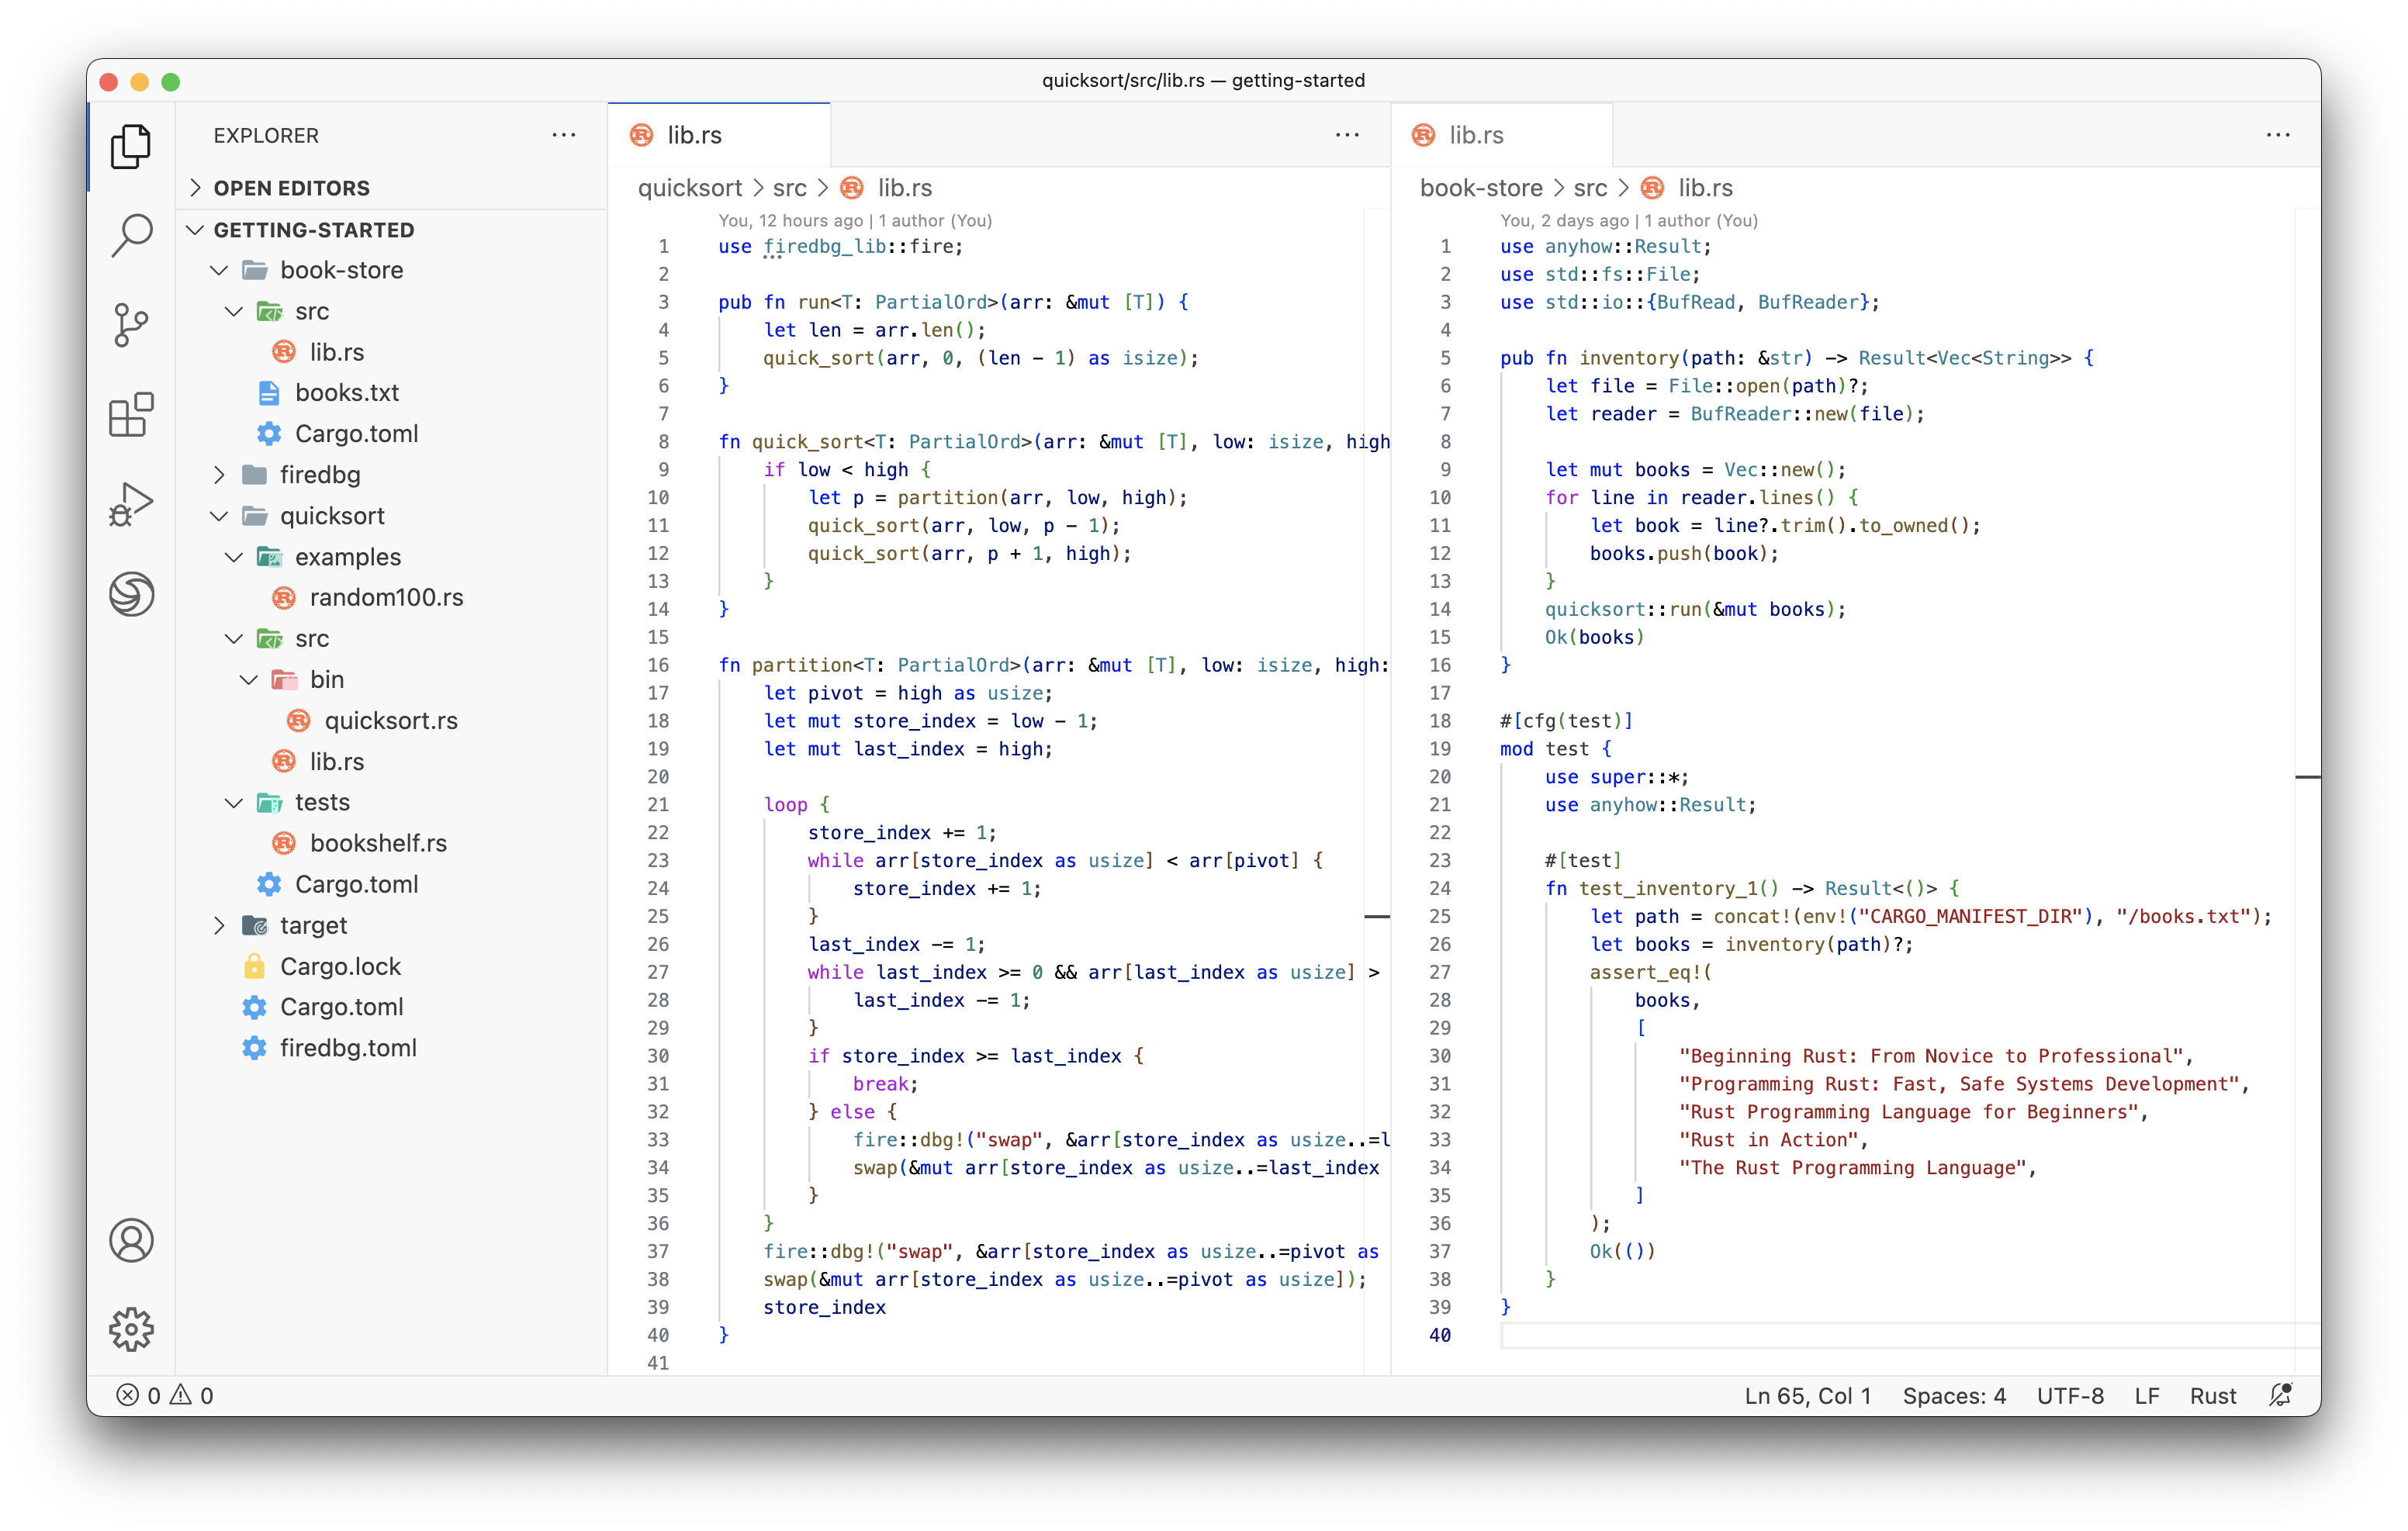 quicksort/src/lib.rs — getting-started
EXPLORER
OPEN EDITORS
GETTING-STARTED
book-store
src
lib.rs
books.txt
Cargo.toml
firedbg
quicksort
examples
random100.rs
src
bin
quicksort.rs
lib.rs
tests
bookshelf.rs
Cargo.toml
target
Cargo.lock
Cargo.toml
firedbg.toml
lib.rs
quicksort > src > lib.rs
You, 12 hours ago | 1 author (You)
1 use firedbg_lib::fire;
2
3 pub fn run<T: PartialOrd>(arr: &mut [T]) {
4 let len = arr.len();
5 quick_sort(arr, 0, (len - 1) as isize);
6 }
7
8 fn quick_sort<T: PartialOrd>(arr: &mut [T], low: isize, high
9 if low < high {
10 let p = partition(arr, low, high);
11 quick_sort(arr, low, p - 1);
12 quick_sort(arr, p + 1, high);
13 }
14 }
15
16 fn partition<T: PartialOrd>(arr: &mut [T], low: isize, high:
17 let pivot = high as usize;
18 let mut store_index = low - 1;
19 let mut last_index = high;
20
21 loop {
22 store_index += 1;
23 while arr[store_index as usize] < arr[pivot] {
24 store_index += 1;
25 }
26 last_index -= 1;
27 while last_index >= 0 && arr[last_index as usize] >
28 last_index -= 1;
29 }
30 if store_index >= last_index {
31 break;
32 } else {
33 fire::dbg!("swap", &arr[store_index as usize..=l
34 swap(&mut arr[store_index as usize..=last_index
35 }
36 }
37 fire::dbg!("swap", &arr[store_index as usize..=pivot as
38 swap(&mut arr[store_index as usize..=pivot as usize]);
39 store_index
40 }
41
lib.rs
book-store > src > lib.rs
You, 2 days ago | 1 author (You)
1 use anyhow::Result;
2 use std::fs::File;
3 use std::io::{BufRead, BufReader};
4
5 pub fn inventory(path: &str) -> Result<Vec<String>> {
6 let file = File::open(path)?;
7 let reader = BufReader::new(file);
8
9 let mut books = Vec::new();
10 for line in reader.lines() {
11 let book = line?.trim().to_owned();
12 books.push(book);
13 }
14 quicksort::run(&mut books);
15 Ok(books)
16 }
17
18 #[cfg(test)]
19 mod test {
20 use super::*;
21 use anyhow::Result;
22
23 #[test]
24 fn test_inventory_1() -> Result<()> {
25 let path = concat!(env!("CARGO_MANIFEST_DIR"), "/books.txt");
26 let books = inventory(path)?;
27 assert_eq!(
28 books,
29 [
30 "Beginning Rust: From Novice to Professional",
31 "Programming Rust: Fast, Safe Systems Development",
32 "Rust Programming Language for Beginners",
33 "Rust in Action",
34 "The Rust Programming Language",
35 ]
36 );
37 Ok(())
38 }
39 }
40
0 0
Ln 65, Col 1 Spaces: 4 UTF-8 LF Rust